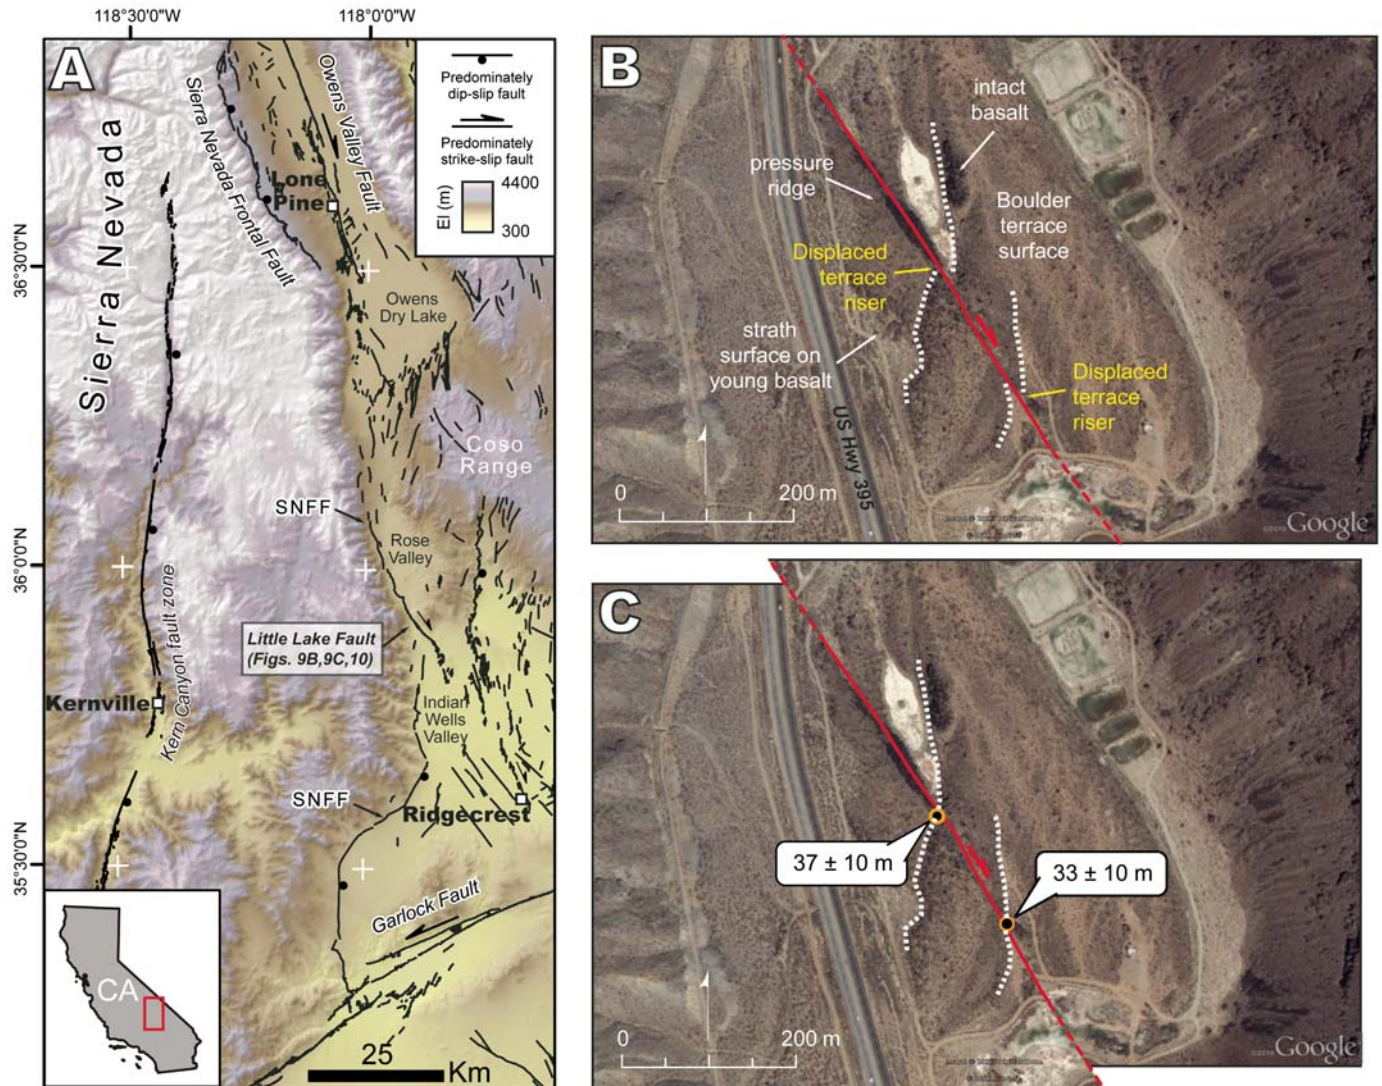 118°30'0"W
118°0'0"W
36°30'0"N
36°0'0"N
35°30'0"N
A
Predominately
dip-slip fault
Predominately
strike-slip fault
El (m)
4400
300
Sierra Nevada
Sierra Nevada Frontal Fault
Owens Valley Fault
Lone
Pine
Owens
Dry Lake
Coso
Range
SNFF
Rose
Valley
Little Lake Fault
(Figs. 9B,9C,10)
Kern Canyon fault zone
Kernville
Indian
Wells
Valley
SNFF
Ridgecrest
Garlock Fault
CA
25
Km
B
intact
basalt
pressure
ridge
Boulder
terrace
surface
Displaced
terrace
riser
strath
surface on
young basalt
Displaced
terrace
riser
US Hwy 395
0
200 m
©2010 Google
C
37 ± 10 m
33 ± 10 m
0
200 m
©2010 Google